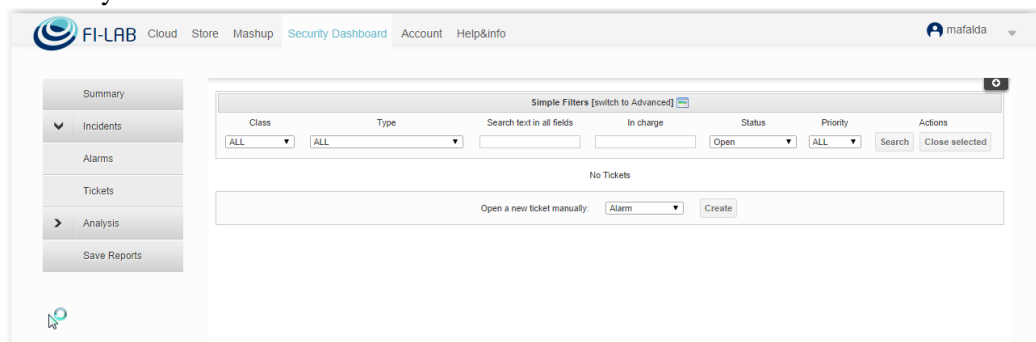 FI-LAB Cloud Store Mashup Security Dashboard Account Help&info mafalda
Summary
Incidents
Alarms
Tickets
Analysis
Save Reports
Simple Filters [switch to Advanced]
Class Type Search text in all fields In charge Status Priority Actions
ALL ALL Open ALL Search Close selected
No Tickets
Open a new ticket manually: Alarm Create